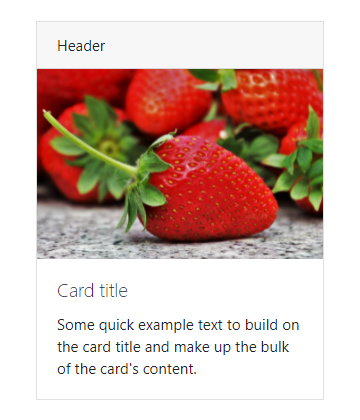 Header
Card title
Some quick example text to build on
the card title and make up the bulk
of the card's content.